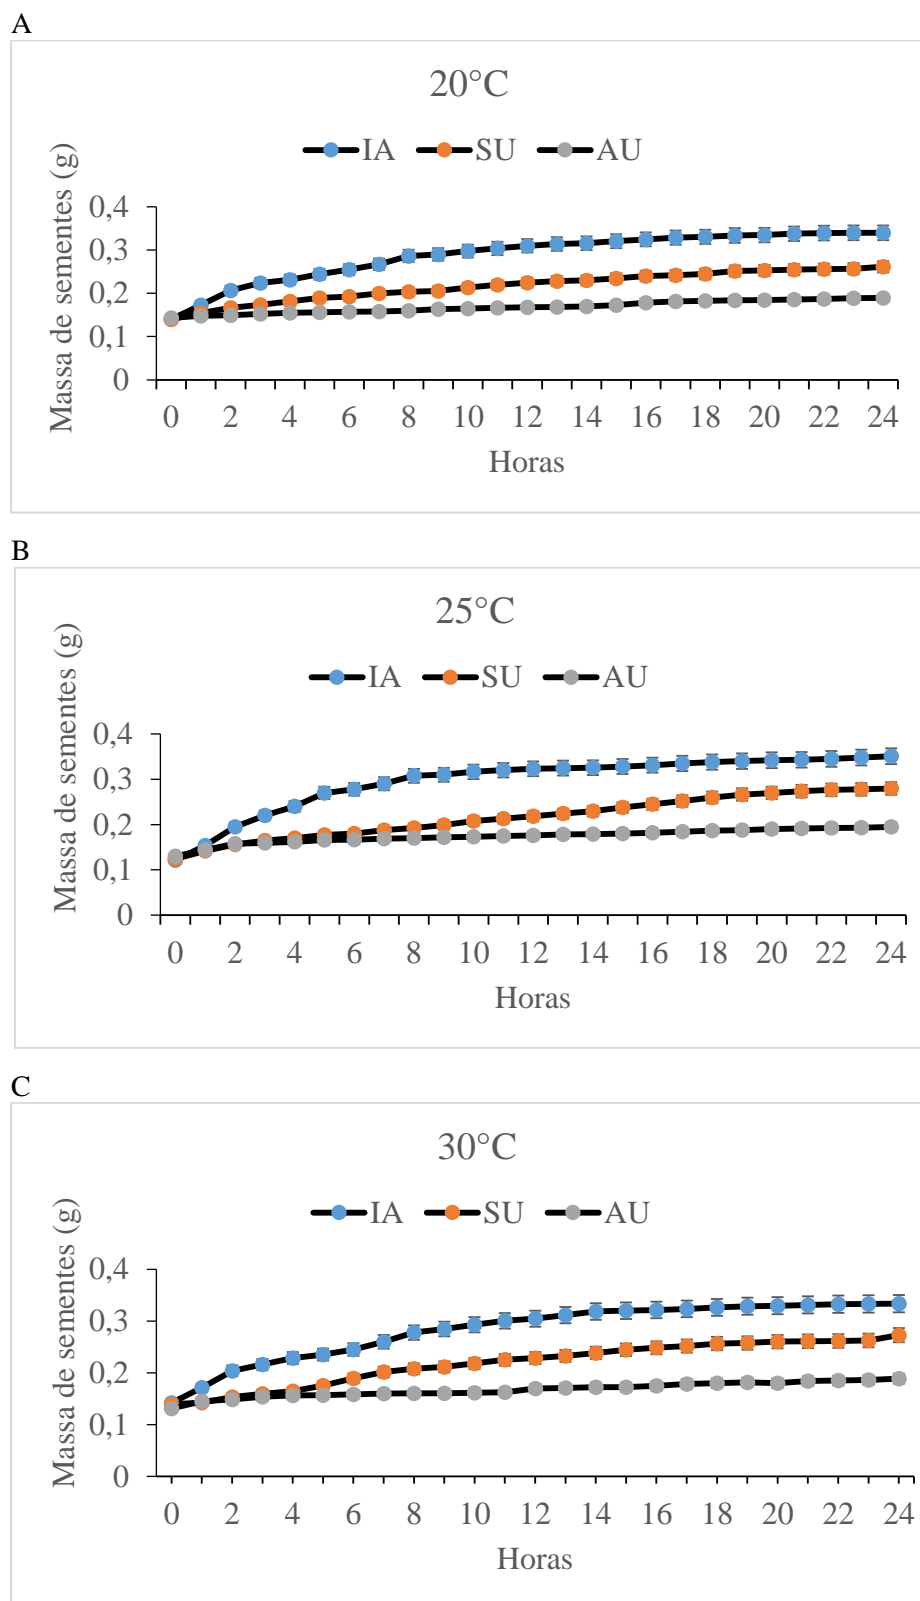 A
20°C
IA SU AU
Massa de sementes (g)
0,4
0,3
0,2
0,1
0
0 2 4 6 8 10 12 14 16 18 20 22 24
Horas
B
25°C
IA SU AU
Massa de sementes (g)
0,4
0,3
0,2
0,1
0
0 2 4 6 8 10 12 14 16 18 20 22 24
Horas
C
30°C
IA SU AU
Massa de sementes (g)
0,4
0,3
0,2
0,1
0
0 2 4 6 8 10 12 14 16 18 20 22 24
Horas